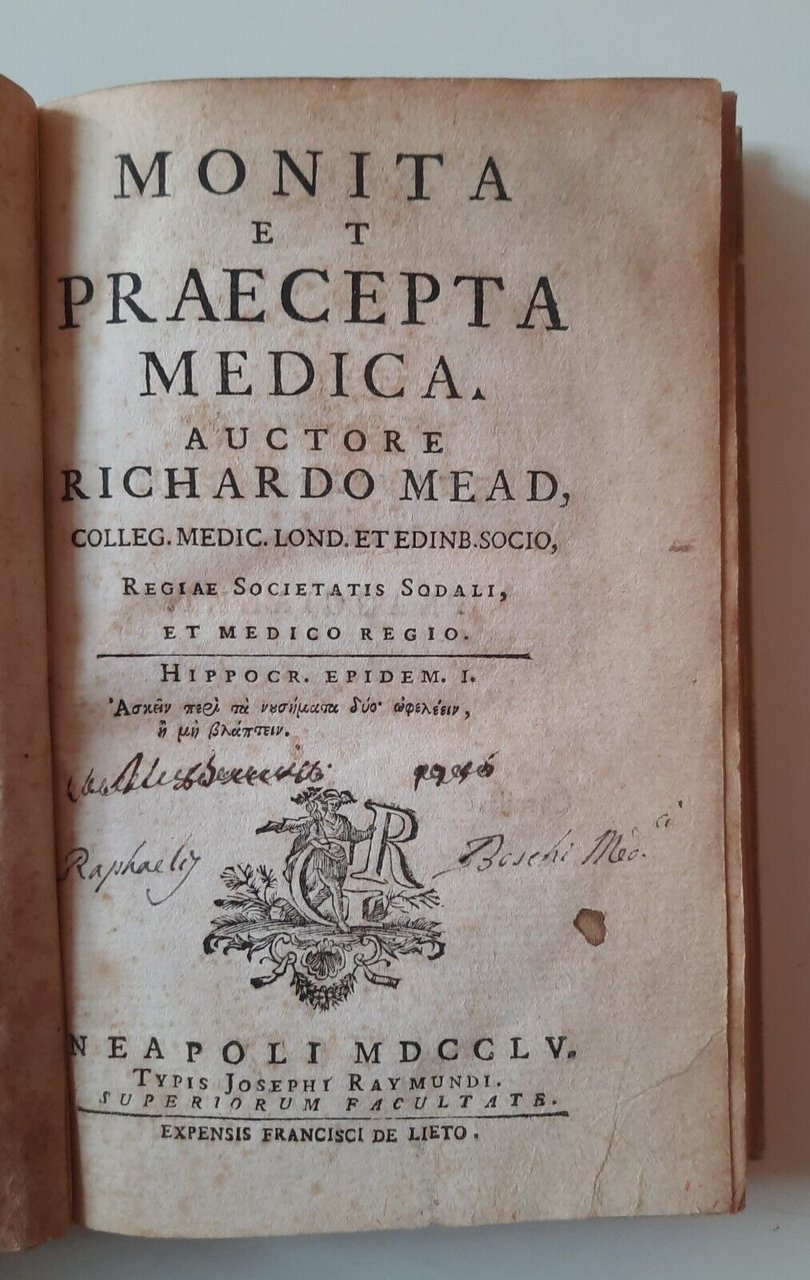 MONITA
ET
PRAECEPTA
MEDICA.
AUCTORE
RICHARDO MEAD,
COLLEG. MEDIC. LOND. ET EDINB. SOCIO,
REGIAE SOCIETATIS SODALI,
ET MEDICO REGIO.
HIPPOCR. EPIDEM. I.
Ἀσκεῖν περὶ τὰ νουσήματα δύο· ὠφελέειν,
ἢ μὴ βλάπτειν.
Raphaelis Boschi Med.ci
R
NEAPOLI MDCCLV.
TYPIS JOSEPHI RAYMUNDI.
SUPERIORUM FACULTATE.
EXPENSIS FRANCISCI DE LIETO.